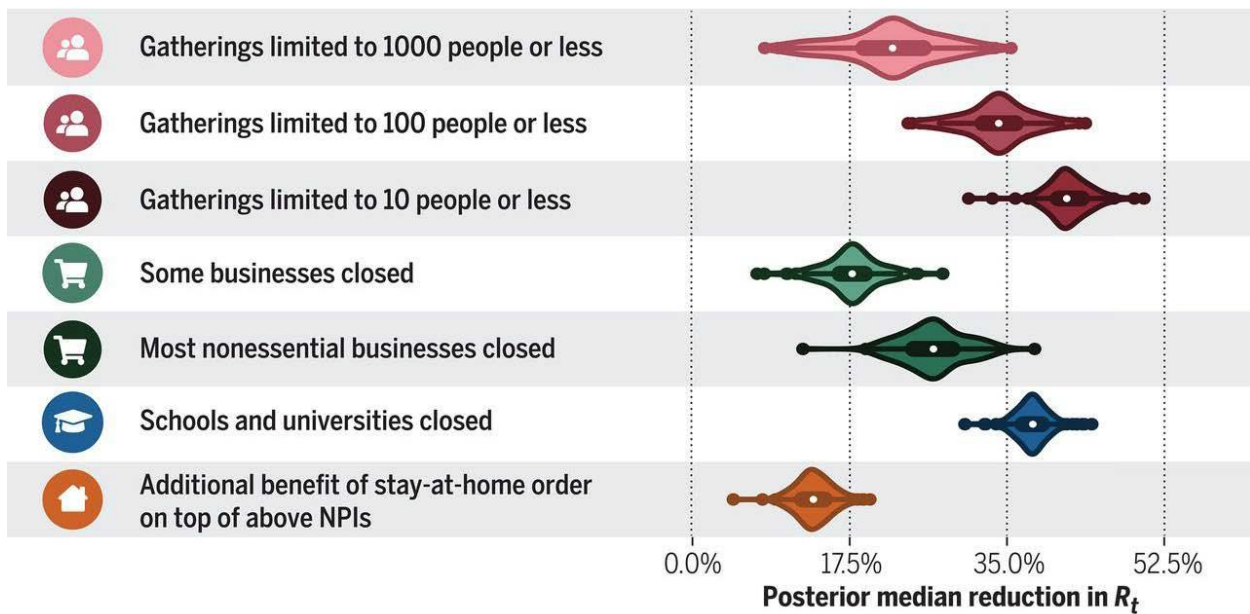 Gatherings limited to 1000 people or less
Gatherings limited to 100 people or less
Gatherings limited to 10 people or less
Some businesses closed
Most nonessential businesses closed
Schools and universities closed
Additional benefit of stay-at-home order
on top of above NPIs
0.0% 17.5% 35.0% 52.5%
Posterior median reduction in Rt